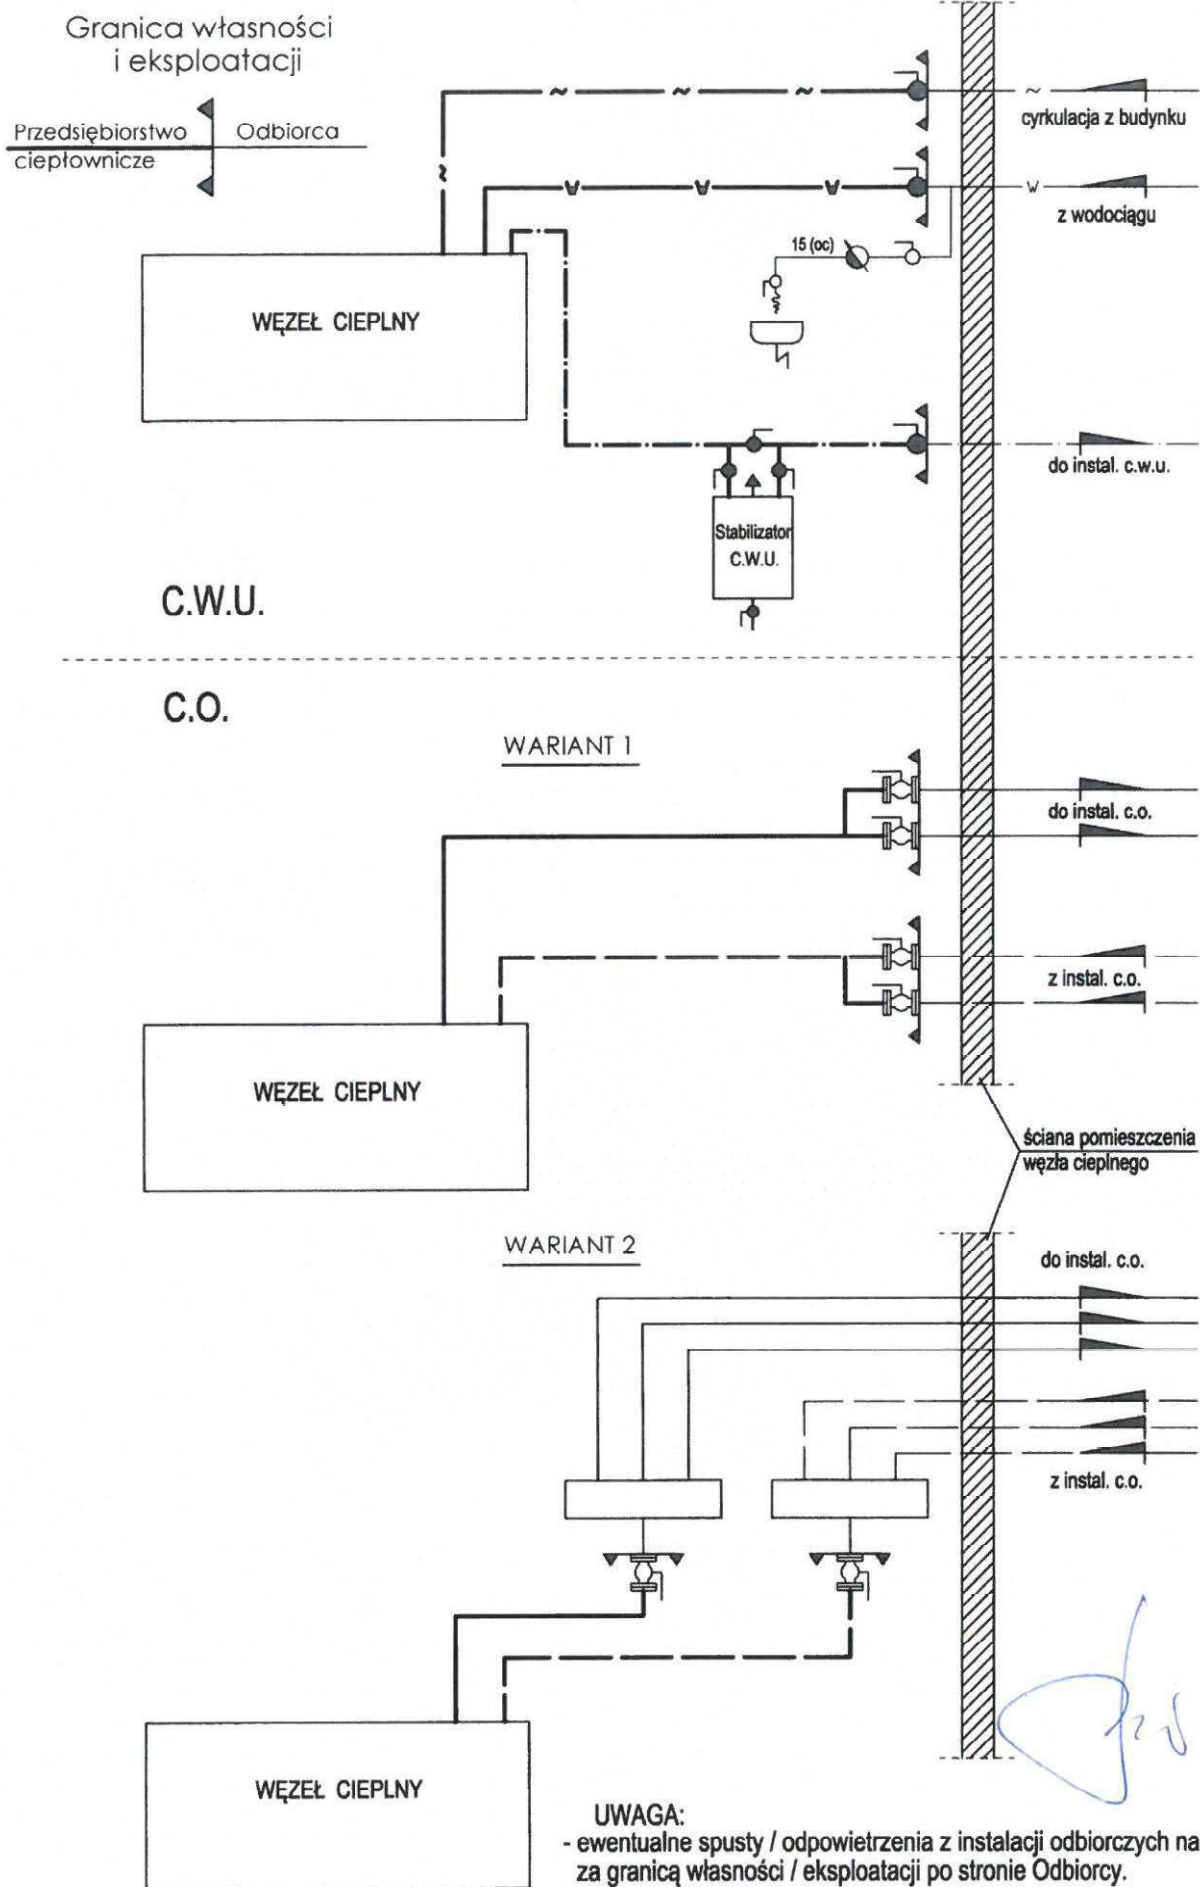 Granica własności
i eksploatacji
Przedsiębiorstwo
ciepłownicze
Odbiorca
cyrkulacja z budynku
z wodociągu
15 (oc)
WĘZEŁ CIEPLNY
do instal. c.w.u.
Stabilizator
C.W.U.
C.W.U.
C.O.
WARIANT 1
do instal. c.o.
z instal. c.o.
WĘZEŁ CIEPLNY
ściana pomieszczenia
węzła cieplnego
WARIANT 2
do instal. c.o.
z instal. c.o.
WĘZEŁ CIEPLNY
UWAGA:
- ewentualne spusty / odpowietrzenia z instalacji odbiorczych na
za granicą własności / eksploatacji po stronie Odbiorcy.